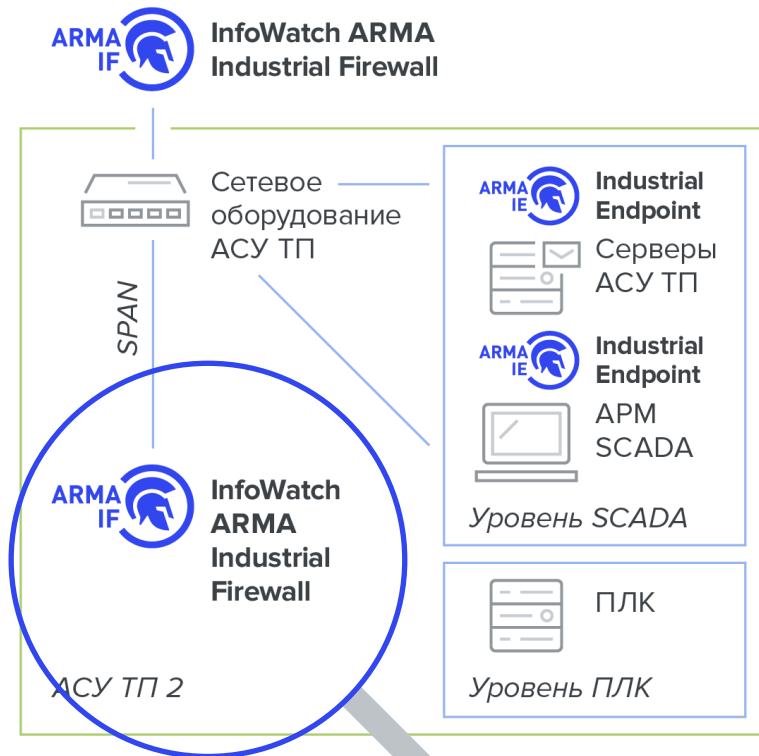 ARMA
IF
InfoWatch ARMA
Industrial Firewall
Сетевое
оборудование
АСУ ТП
SPAN
ARMA
IE
Industrial
Endpoint
Серверы
АСУ ТП
ARMA
IE
Industrial
Endpoint
АРМ
SCADA
Уровень SCADA
ARMA
IF
InfoWatch
ARMA
Industrial
Firewall
АСУ ТП 2
ПЛК
Уровень ПЛК